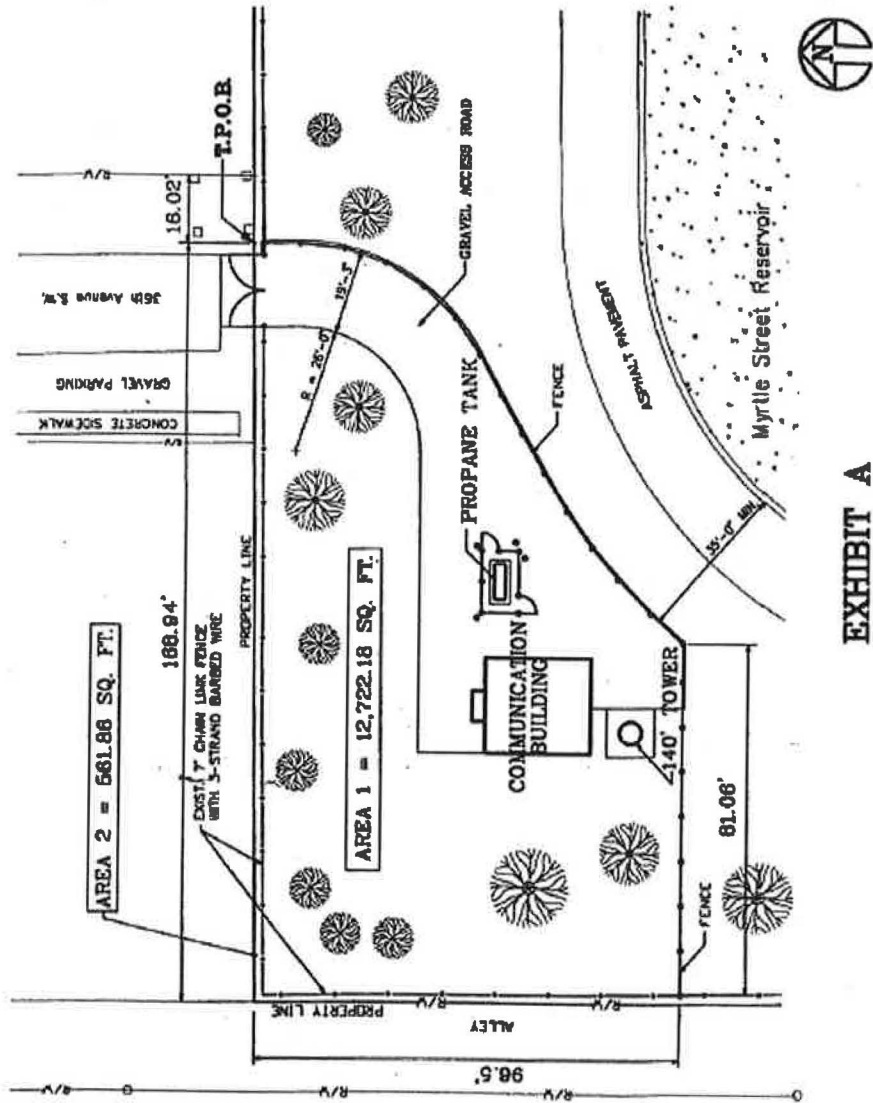 R/W
16.02'
T.P.O.B.
36th Avenue S.W.
GRAVEL PARKING
CONCRETE SIDEWALK
R/W
PROPERTY LINE
168.94'
AREA 2 = 661.86 SQ. FT.
EXIST. 7' CHAIN LINK FENCE
WITH 3-STRAND BARBED WIRE
AREA 1 = 12,722.18 SQ. FT.
R = 26'-0"
19'-3"
GRAVEL ACCESS ROAD
PROPANE TANK
FENCE
ASPHALT PAVEMENT
Myrtle Street Reservoir
35'-0" MIN.
COMMUNICATION
BUILDING
140' TOWER
81.06'
FENCE
PROPERTY LINE
R/W
R/W
ALLEY
98.5'
R/W
R/W
R/W
R/W
N
EXHIBIT A